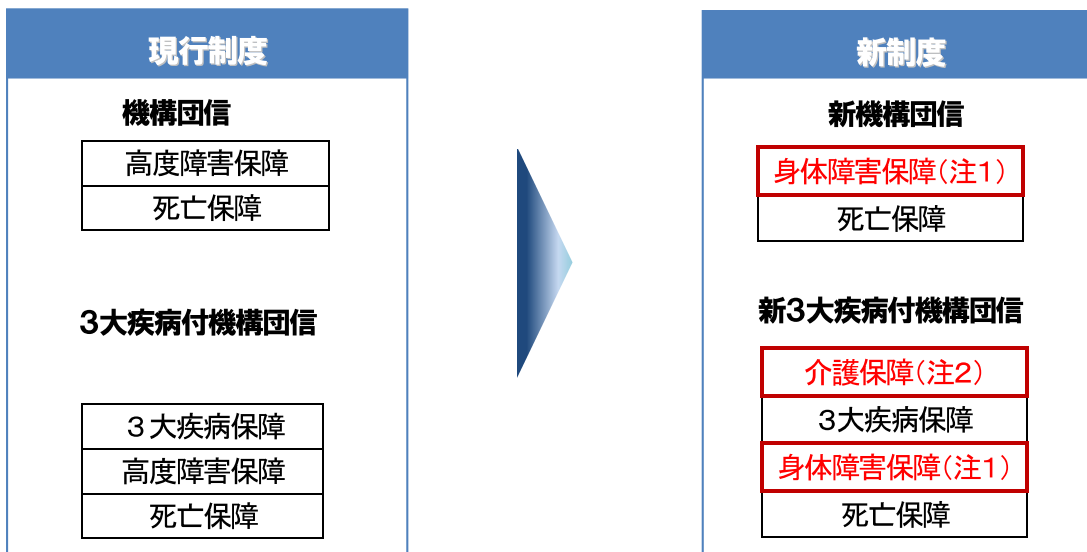 現行制度
機構団信
高度障害保障
死亡保障
3大疾病付機構団信
3大疾病保障
高度障害保障
死亡保障
新制度
新機構団信
身体障害保障(注1)
死亡保障
新3大疾病付機構団信
介護保障(注2)
3大疾病保障
身体障害保障(注1)
死亡保障